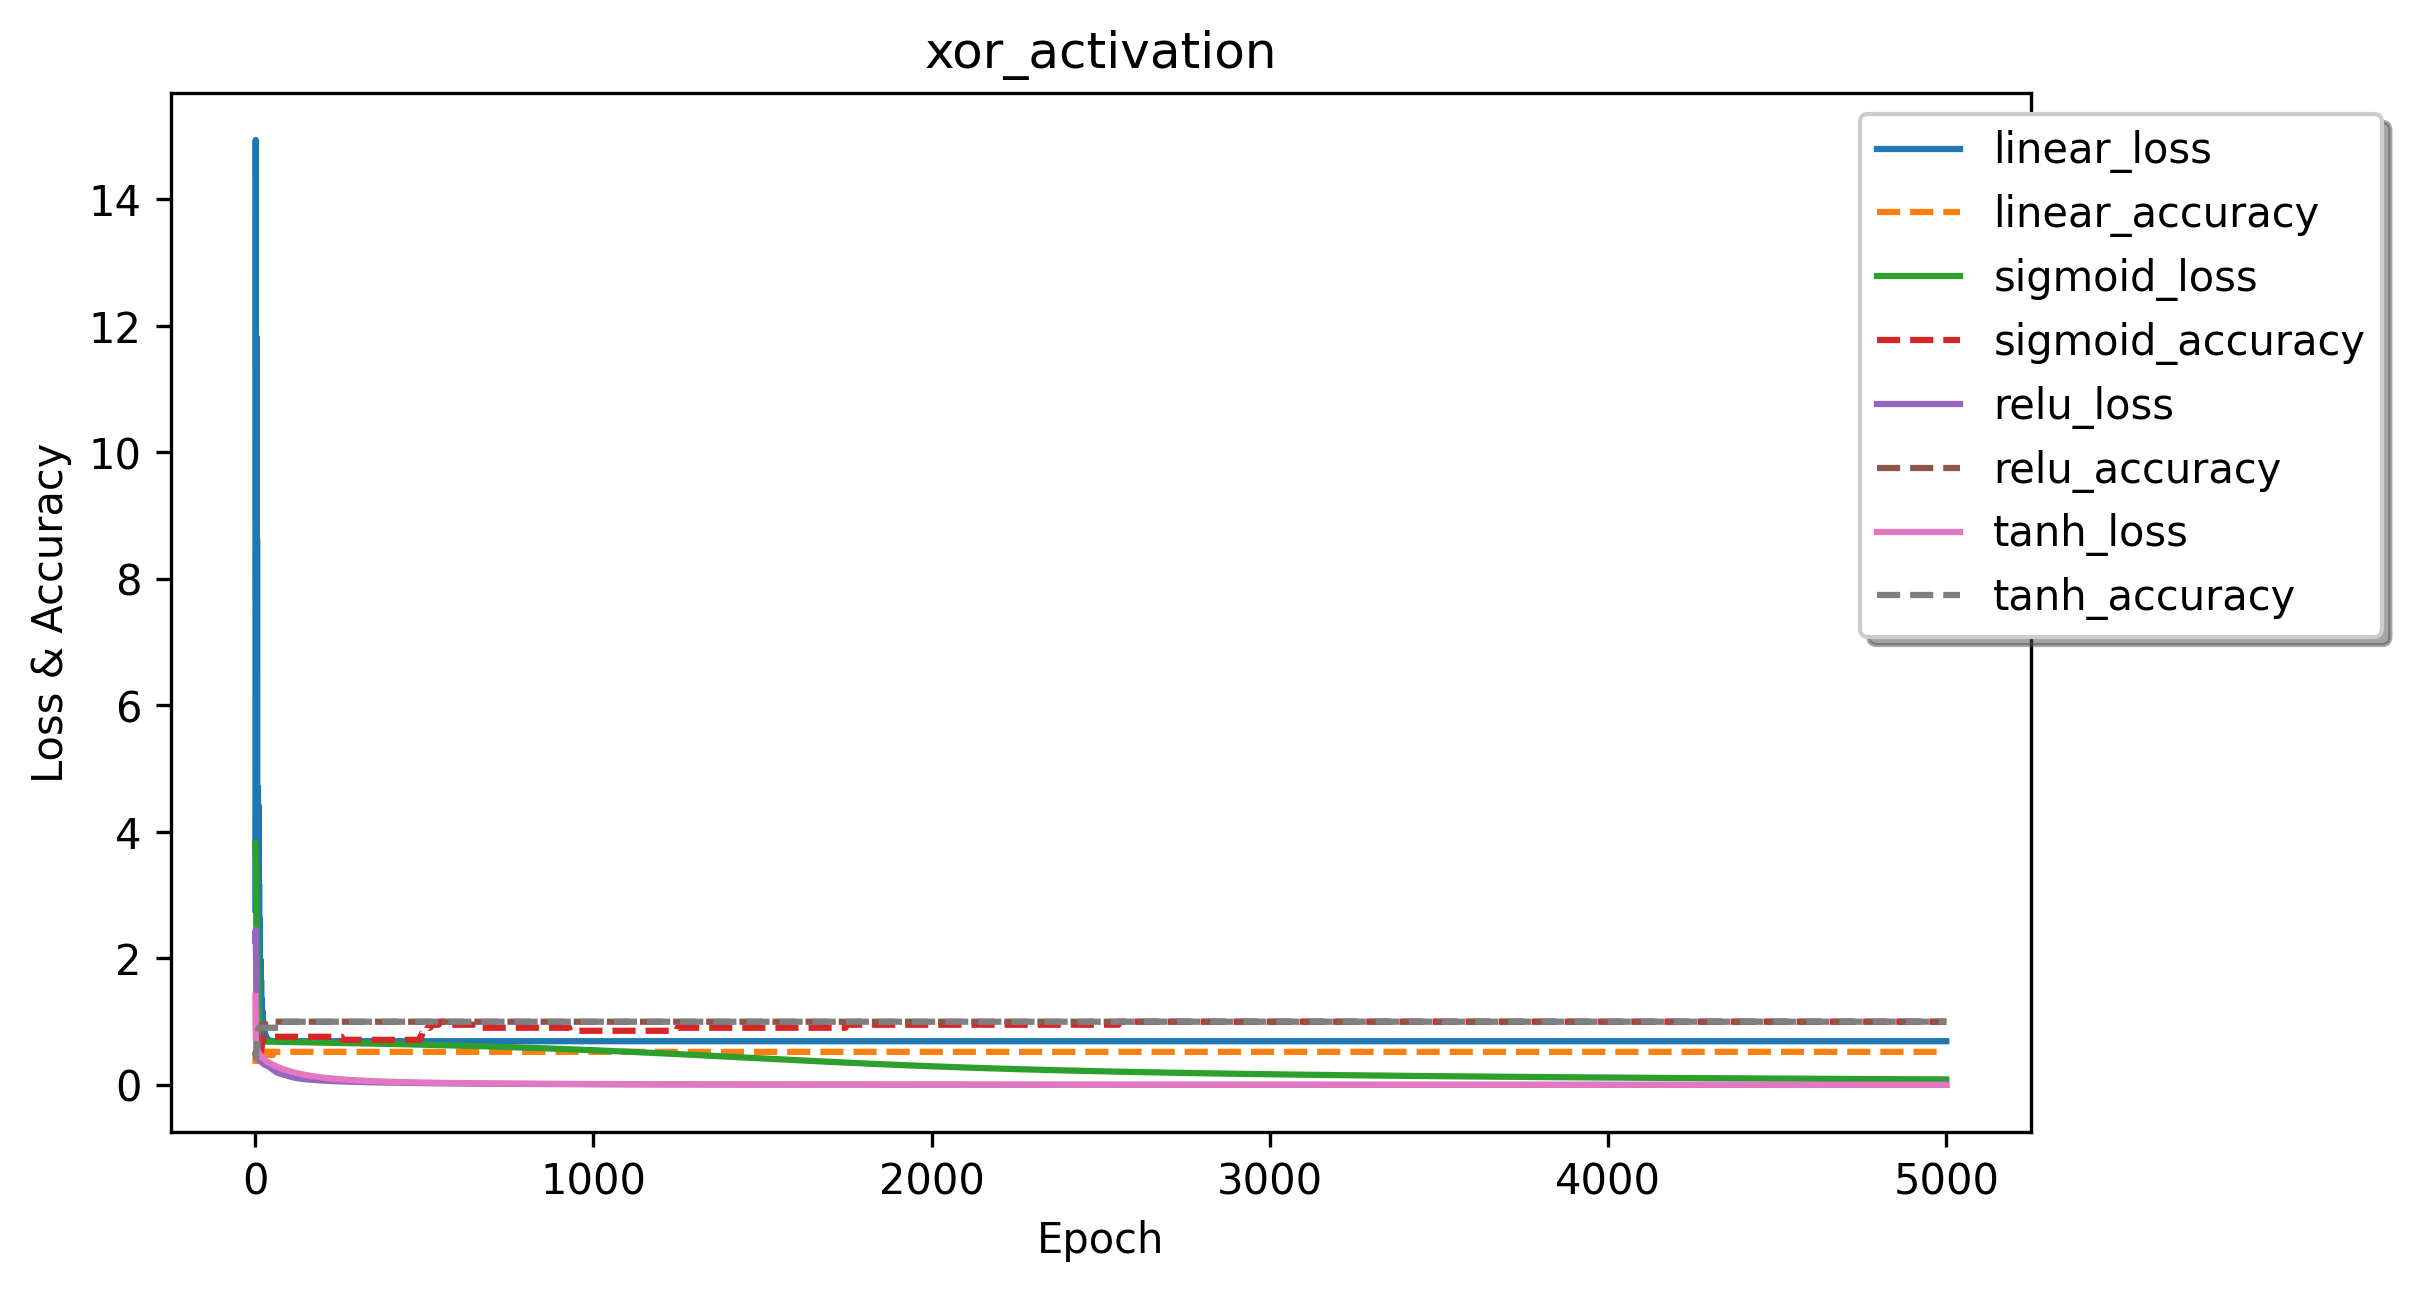 xor_activation
Loss & Accuracy
14
12
10
8
6
4
2
0
0 1000 2000 3000 4000 5000
Epoch
linear_loss
linear_accuracy
sigmoid_loss
sigmoid_accuracy
relu_loss
relu_accuracy
tanh_loss
tanh_accuracy